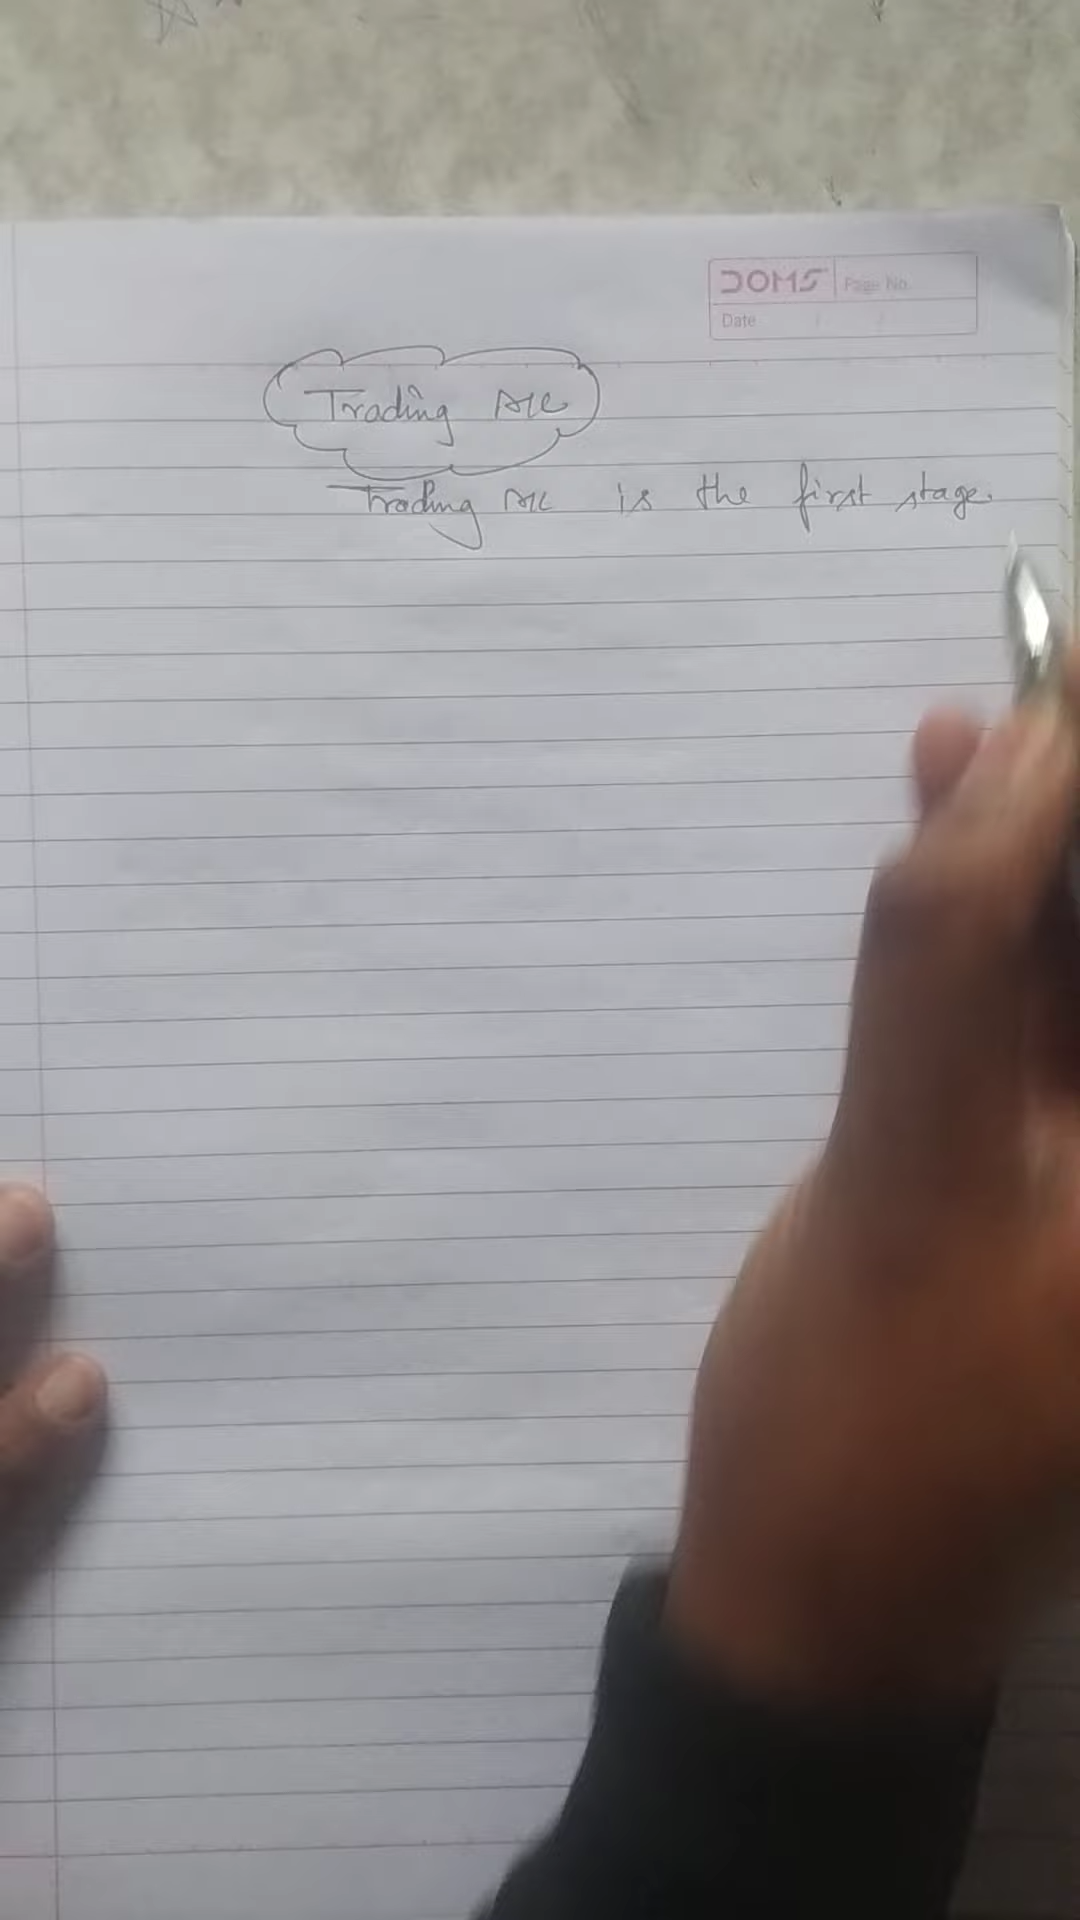 DOMS Page No.
Date / /
Trading A/C
Trading A/C is the first stage.